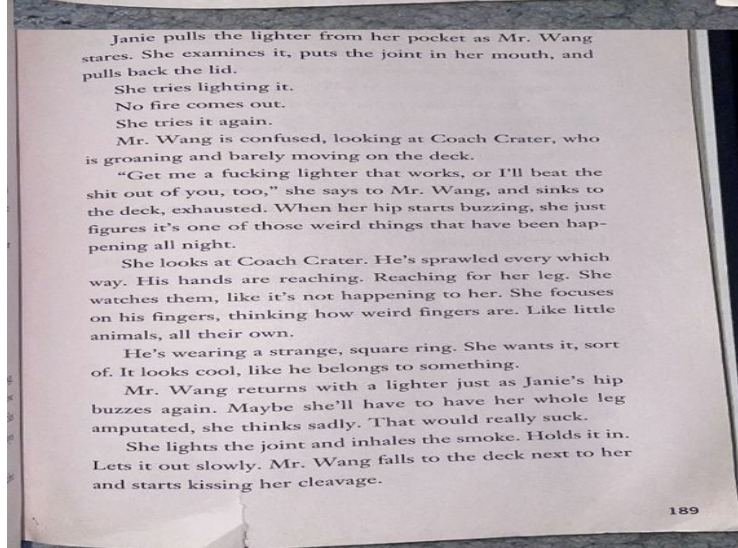 Janie pulls the lighter from her pocket as Mr. Wang
stares. She examines it, puts the joint in her mouth, and
pulls back the lid.
She tries lighting it.
No fire comes out.
She tries it again.
Mr. Wang is confused, looking at Coach Crater, who
is groaning and barely moving on the deck.
“Get me a fucking lighter that works, or I’ll beat the
shit out of you, too,” she says to Mr. Wang, and sinks to
the deck, exhausted. When her hip starts buzzing, she just
figures it’s one of those weird things that have been hap-
pening all night.
She looks at Coach Crater. He’s sprawled every which
way. His hands are reaching. Reaching for her leg. She
watches them, like it’s not happening to her. She focuses
on his fingers, thinking how weird fingers are. Like little
animals, all their own.
He’s wearing a strange, square ring. She wants it, sort
of. It looks cool, like he belongs to something.
Mr. Wang returns with a lighter just as Janie’s hip
buzzes again. Maybe she’ll have to have her whole leg
amputated, she thinks sadly. That would really suck.
She lights the joint and inhales the smoke. Holds it in.
Lets it out slowly. Mr. Wang falls to the deck next to her
and starts kissing her cleavage.
189